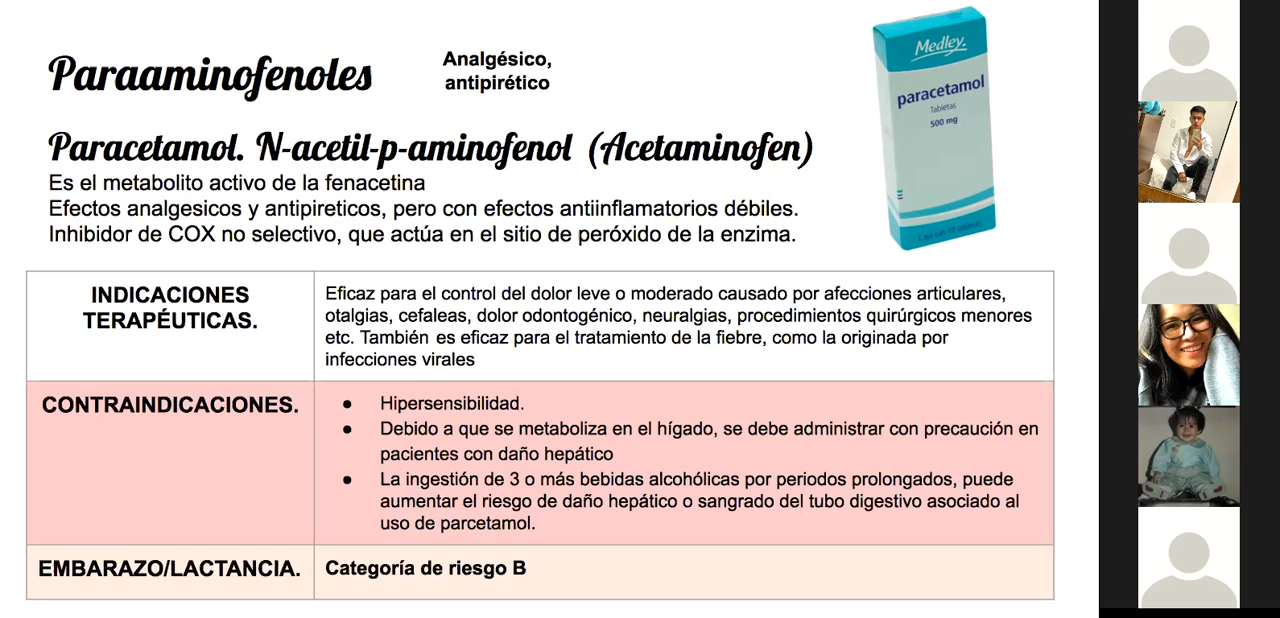 Paraaminofenoles
Analgésico,
antipirético
Paracetamol. N-acetil-p-aminofenol (Acetaminofen)
Es el metabolito activo de la fenacetina
Efectos analgesicos y antipireticos, pero con efectos antiinflamatorios débiles.
Inhibidor de COX no selectivo, que actúa en el sitio de peróxido de la enzima.
Medley.
paracetamol
Tabletas
500 mg
Caja con 10 tabletas
INDICACIONES
TERAPÉUTICAS.
Eficaz para el control del dolor leve o moderado causado por afecciones articulares,
otalgias, cefaleas, dolor odontogénico, neuralgias, procedimientos quirúrgicos menores
etc. También es eficaz para el tratamiento de la fiebre, como la originada por
infecciones virales
CONTRAINDICACIONES.
● Hipersensibilidad.
● Debido a que se metaboliza en el hígado, se debe administrar con precaución en
pacientes con daño hepático
● La ingestión de 3 o más bebidas alcohólicas por periodos prolongados, puede
aumentar el riesgo de daño hepático o sangrado del tubo digestivo asociado al
uso de parcetamol.
EMBARAZO/LACTANCIA.
Categoría de riesgo B